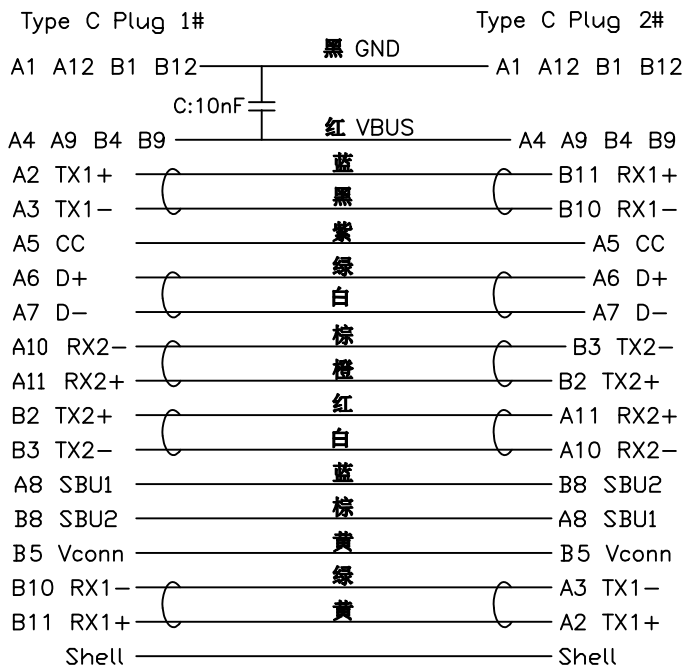 Type C Plug 1# Type C Plug 2#
A1 A12 B1 B12 黑 GND A1 A12 B1 B12
C:10nF
A4 A9 B4 B9 红 VBUS A4 A9 B4 B9
A2 TX1+ 蓝 B11 RX1+
A3 TX1- 黑 B10 RX1-
A5 CC 紫 A5 CC
A6 D+ 绿 A6 D+
A7 D- 白 A7 D-
A10 RX2- 棕 B3 TX2-
A11 RX2+ 橙 B2 TX2+
B2 TX2+ 红 A11 RX2+
B3 TX2- 白 A10 RX2-
A8 SBU1 蓝 B8 SBU2
B8 SBU2 棕 A8 SBU1
B5 Vconn 黄 B5 Vconn
B10 RX1- 绿 A3 TX1-
B11 RX1+ 黄 A2 TX1+
Shell Shell